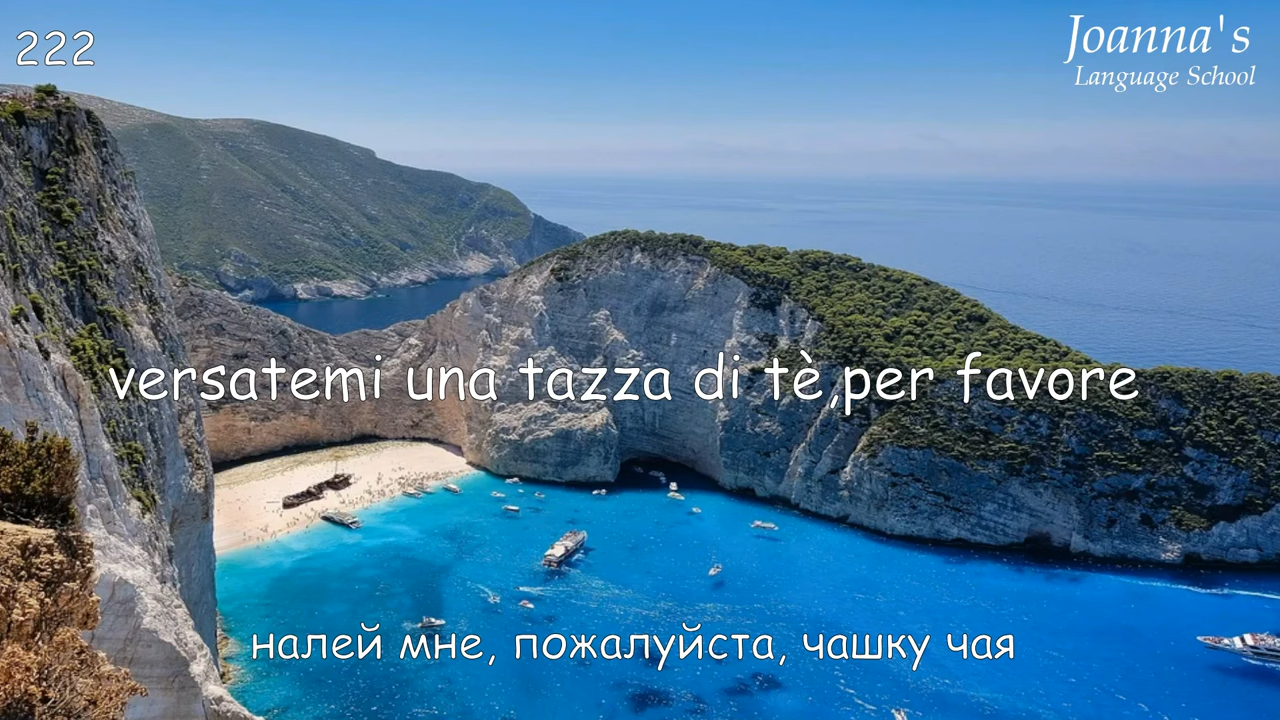 222
Joanna's
Language School
versatemi una tazza di tè,per favore
налей мне, пожалуйста, чашку чая